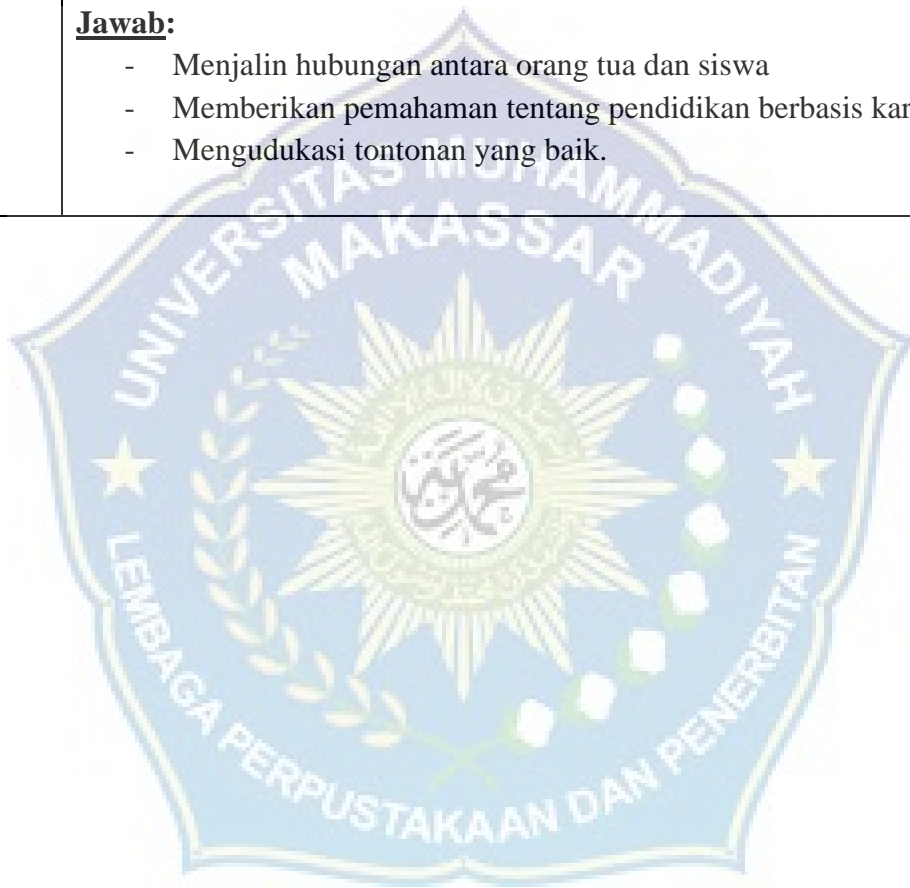 Jawab:
- Menjalin hubungan antara orang tua dan siswa
- Memberikan pemahaman tentang pendidikan berbasis kar
- Mengudukasi tontonan yang baik.
UNIVERSITAS MUHAMMADIYAH
MAKASSAR
LEMBAGA PERPUSTAKAAN DAN PENERBITAN